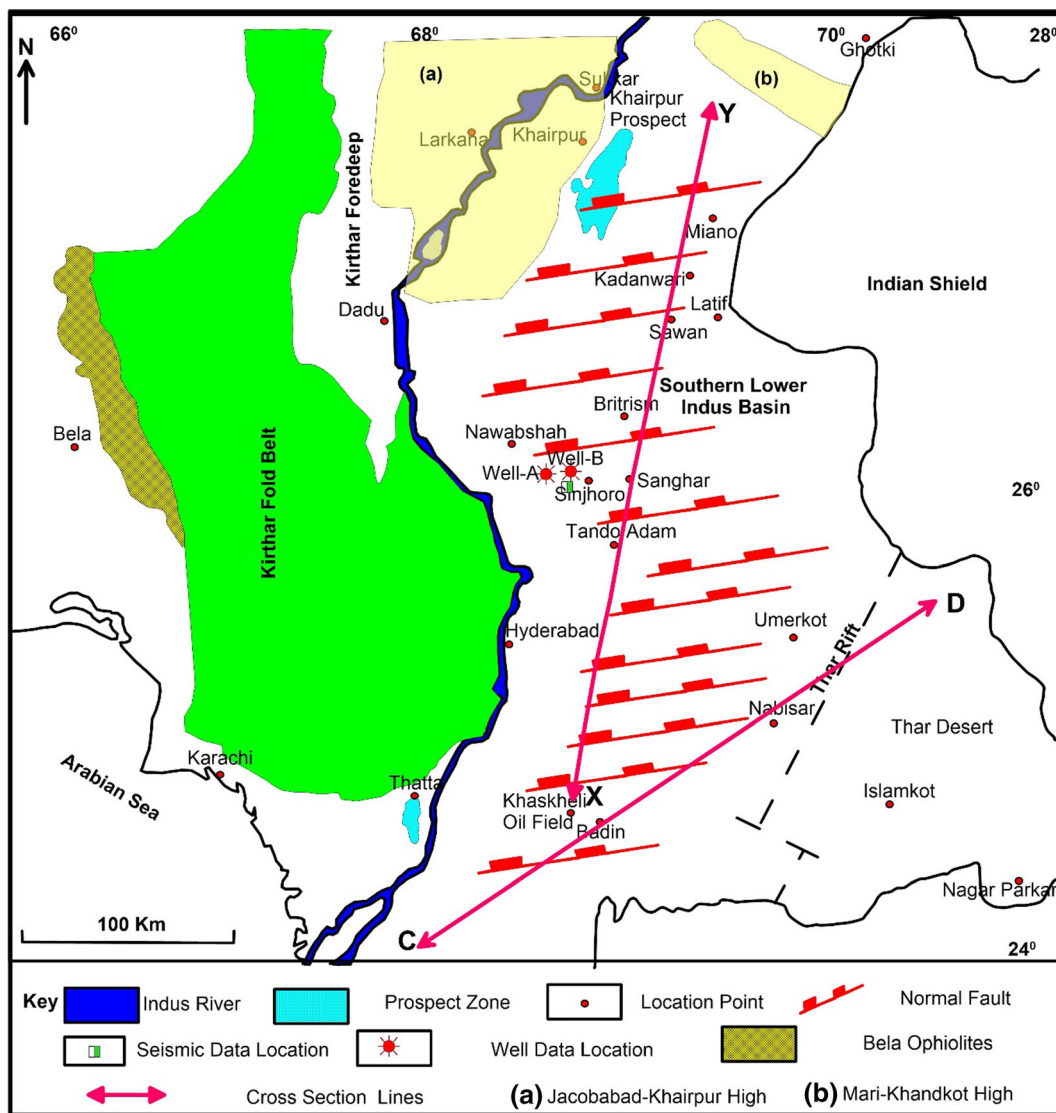 66⁰
68⁰
70⁰
28⁰
N
(a)
(b)
Ghotki
Sukkar
Khairpur
Prospect
Y
Larkana
Khairpur
Kirthar Foredeep
Miano
Kadanwari
Indian Shield
Dadu
Latif
Sawan
Southern Lower
Indus Basin
Britrism
Bela
Nawabshah
Well-B
Well-A
Sinjhoro
Sanghar
26⁰
Kirthar Fold Belt
Tando Adam
D
Hyderabad
Umerkot
Thar Rift
Nabisar
Thar Desert
Karachi
Arabian Sea
Thatta
Khaskheli
Oil Field
X
Badin
Islamkot
Nagar Parkar
100 Km
C
24⁰
Key
Indus River
Prospect Zone
Location Point
Normal Fault
Seismic Data Location
Well Data Location
Bela Ophiolites
Cross Section Lines
(a) Jacobabad-Khairpur High
(b) Mari-Khandkot High